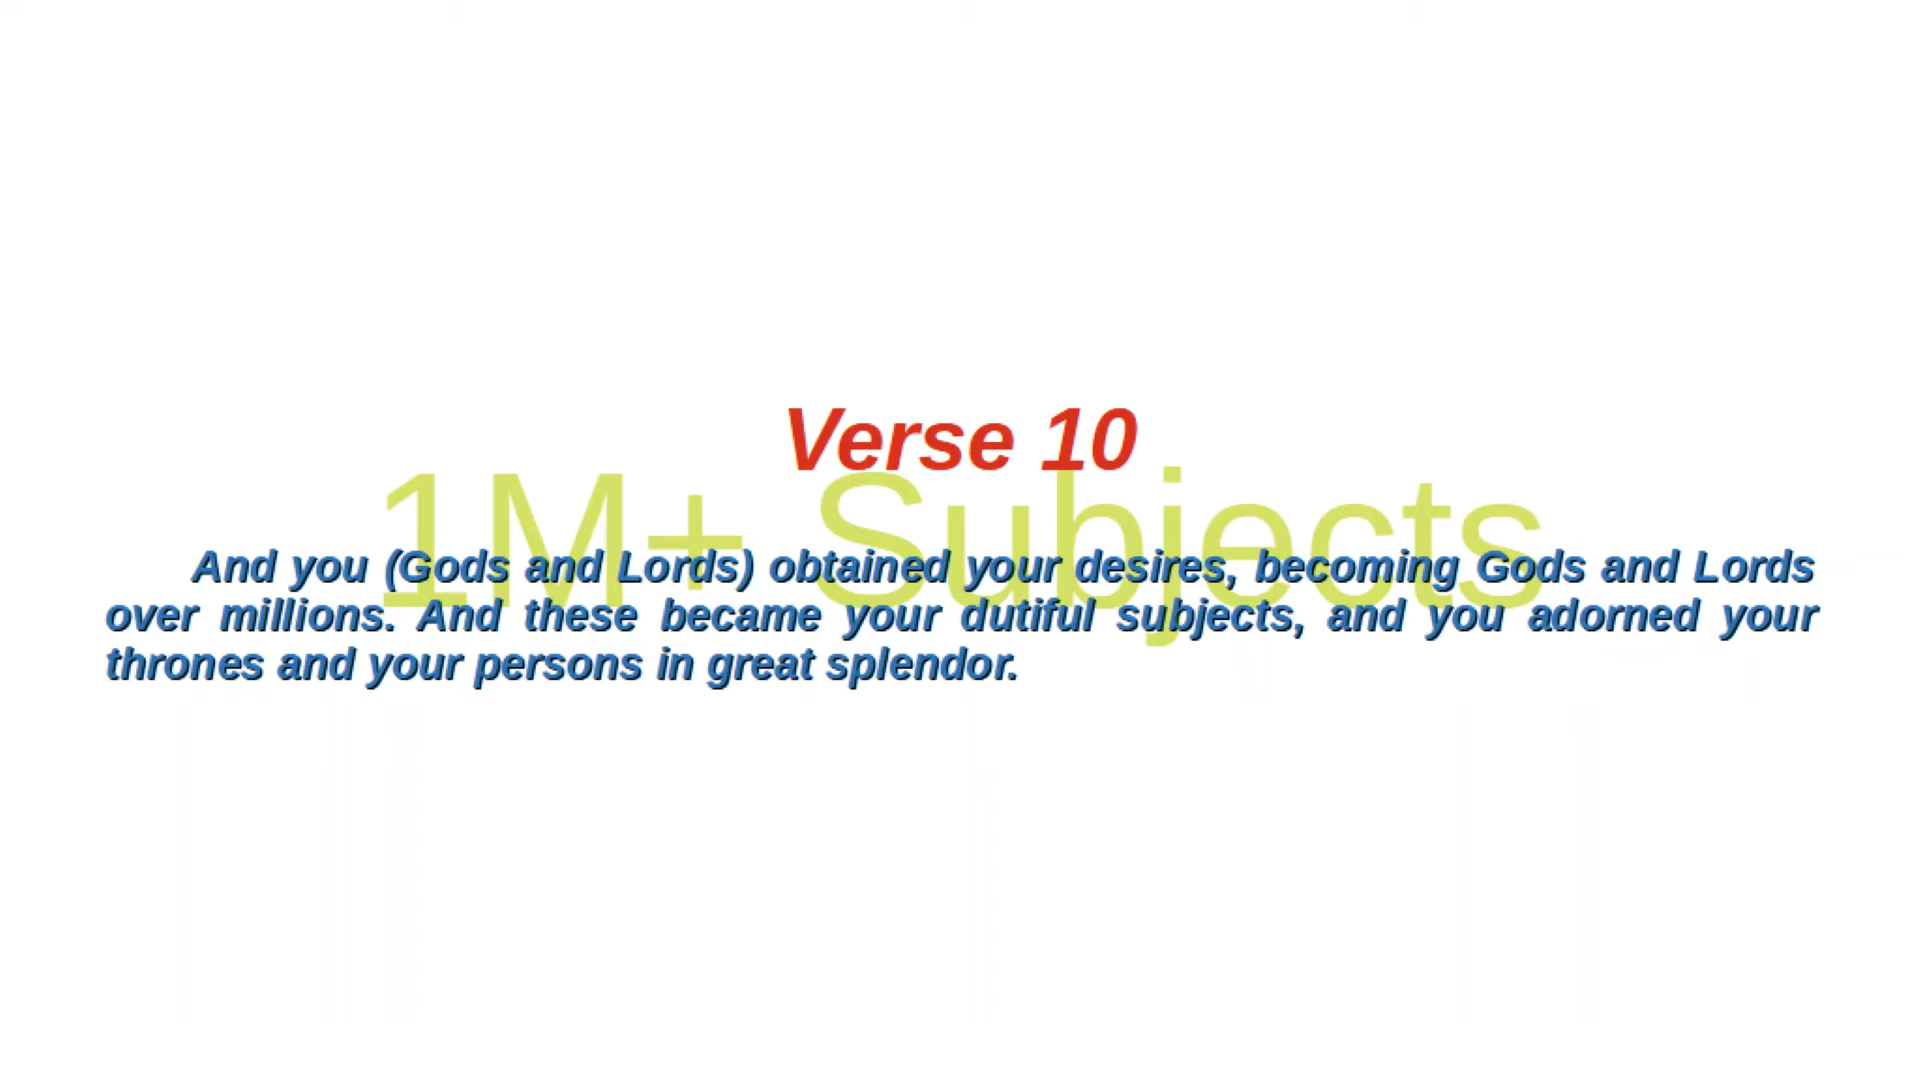 Verse 10
1M+ Subjects
And you (Gods and Lords) obtained your desires, becoming Gods and Lords
over millions. And these became your dutiful subjects, and you adorned your
thrones and your persons in great splendor.